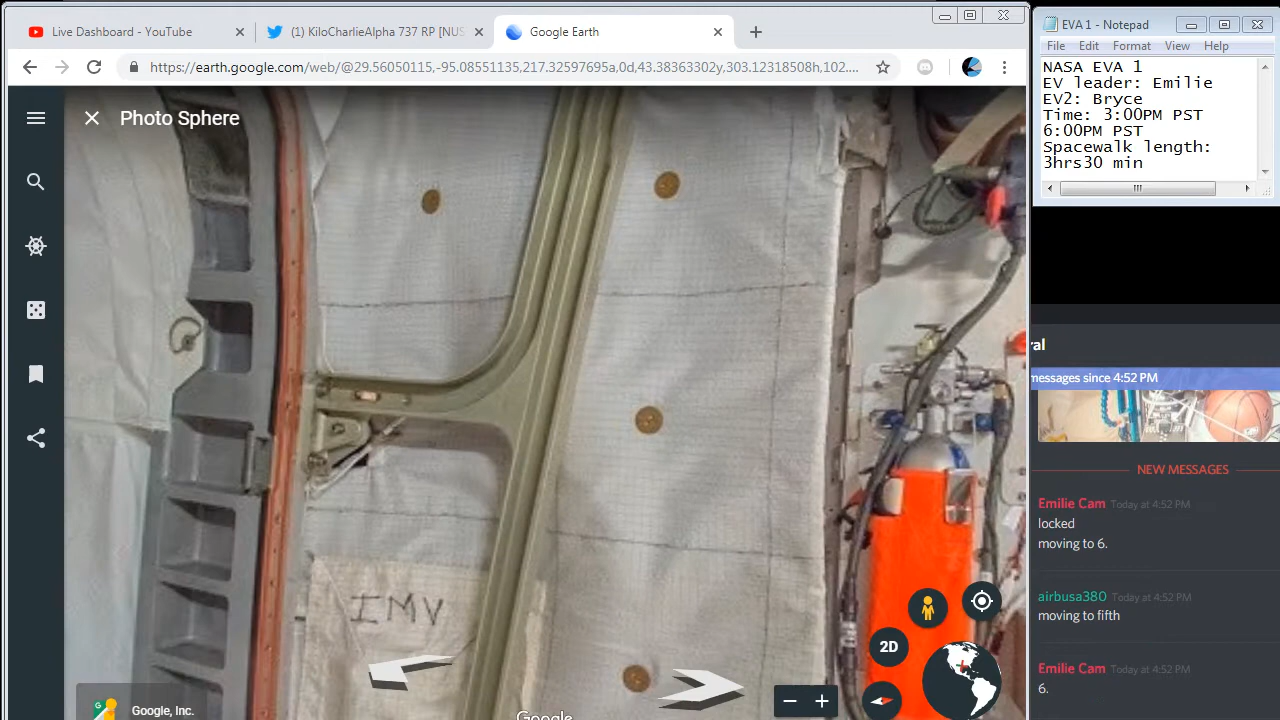 Live Dashboard - YouTube
(1) KiloCharlieAlpha 737 RP [NUS
Google Earth
https://earth.google.com/web/@29.56050115,-95.08551135,217.32597695a,0d,43.38363302y,303.12318508h,102....
Photo Sphere
IMV
2D
Google, Inc.
Google
EVA 1 - Notepad
File Edit Format View Help
NASA EVA 1
EV leader: Emilie
EV2: Bryce
Time: 3:00PM PST
6:00PM PST
Spacewalk length:
3hrs30 min
ral
messages since 4:52 PM
NEW MESSAGES
Emilie Cam Today at 4:52 PM
locked
moving to 6.
airbusa380 Today at 4:52 PM
moving to fifth
Emilie Cam Today at 4:52 PM
6.